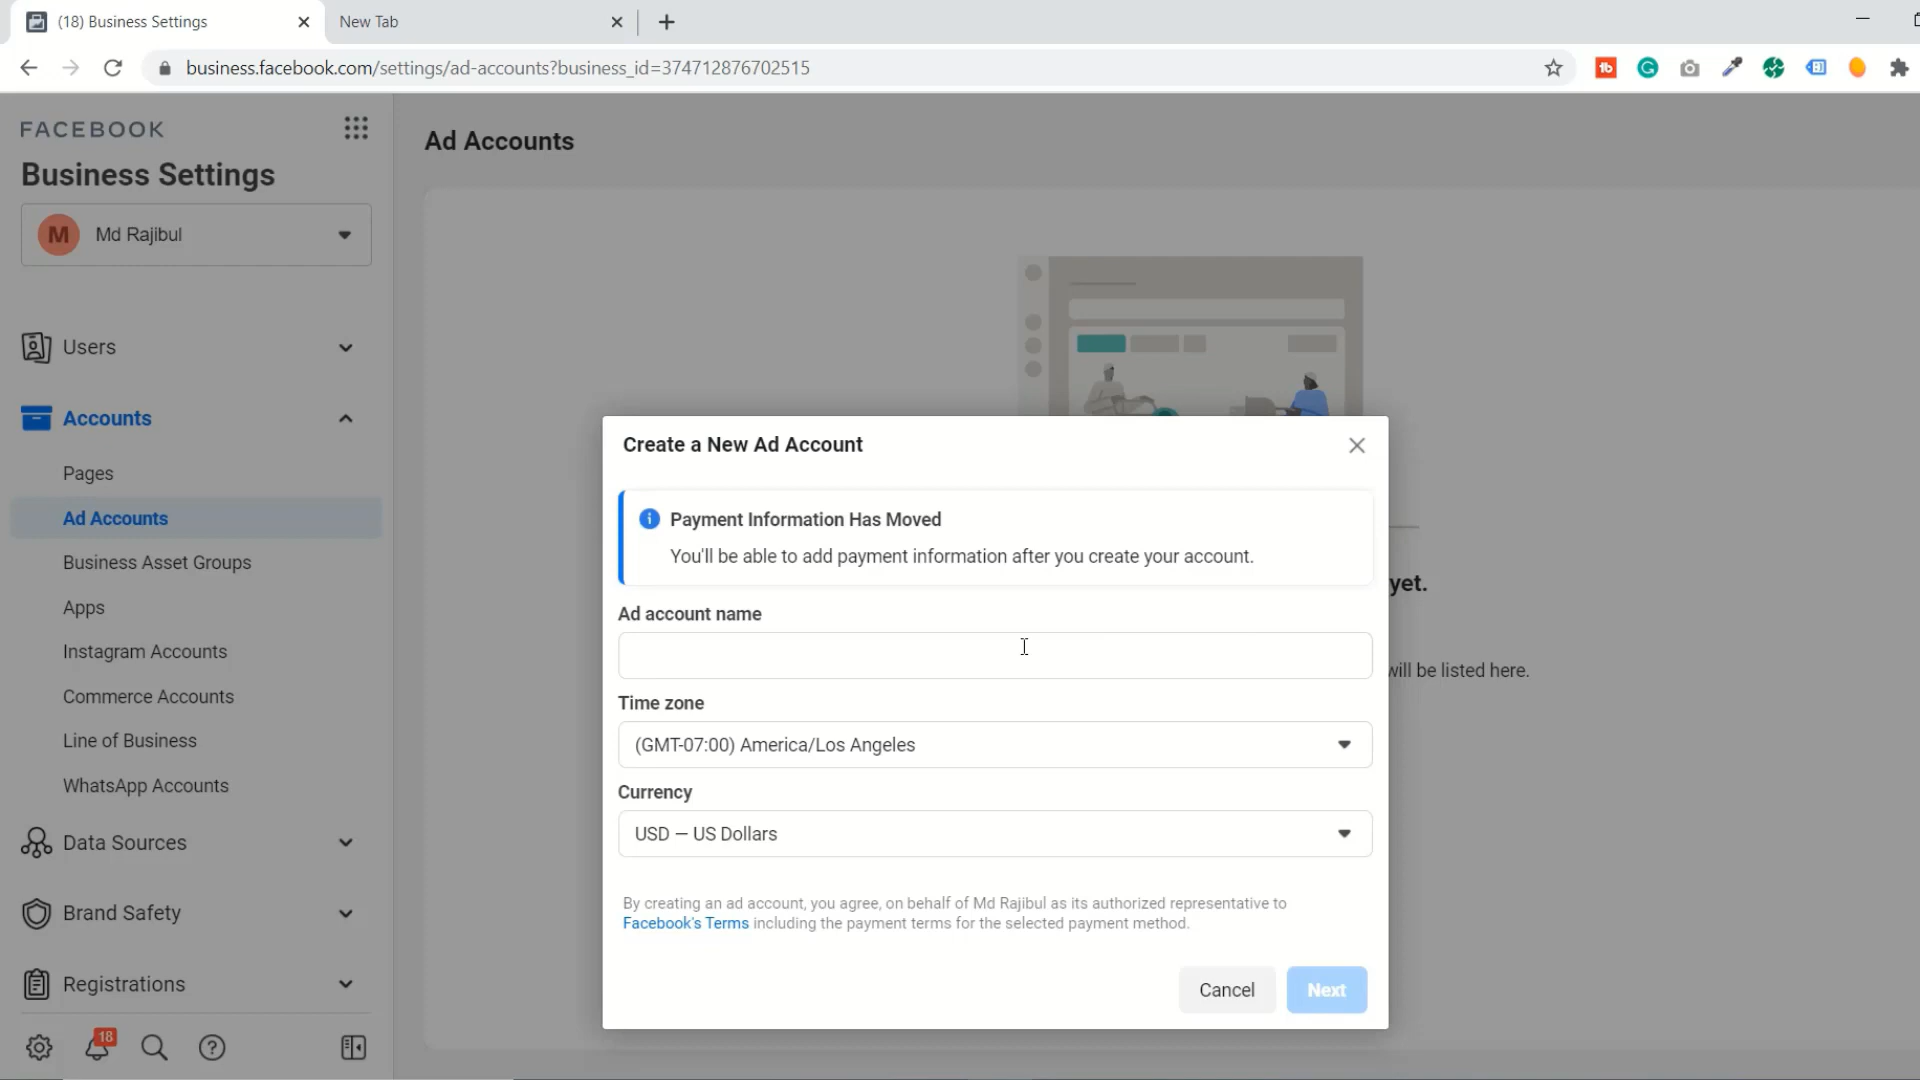 (18) Business Settings
New Tab
business.facebook.com/settings/ad-accounts?business_id=374712876702515
FACEBOOK
Business Settings
M Md Rajibul
Users
Accounts
Pages
Ad Accounts
Business Asset Groups
Apps
Instagram Accounts
Commerce Accounts
Line of Business
WhatsApp Accounts
Data Sources
Brand Safety
Registrations
18
Ad Accounts
yet.
will be listed here.
Create a New Ad Account
Payment Information Has Moved
You'll be able to add payment information after you create your account.
Ad account name
Time zone
(GMT-07:00) America/Los Angeles
Currency
USD — US Dollars
By creating an ad account, you agree, on behalf of Md Rajibul as its authorized representative to
Facebook's Terms including the payment terms for the selected payment method.
Cancel
Next